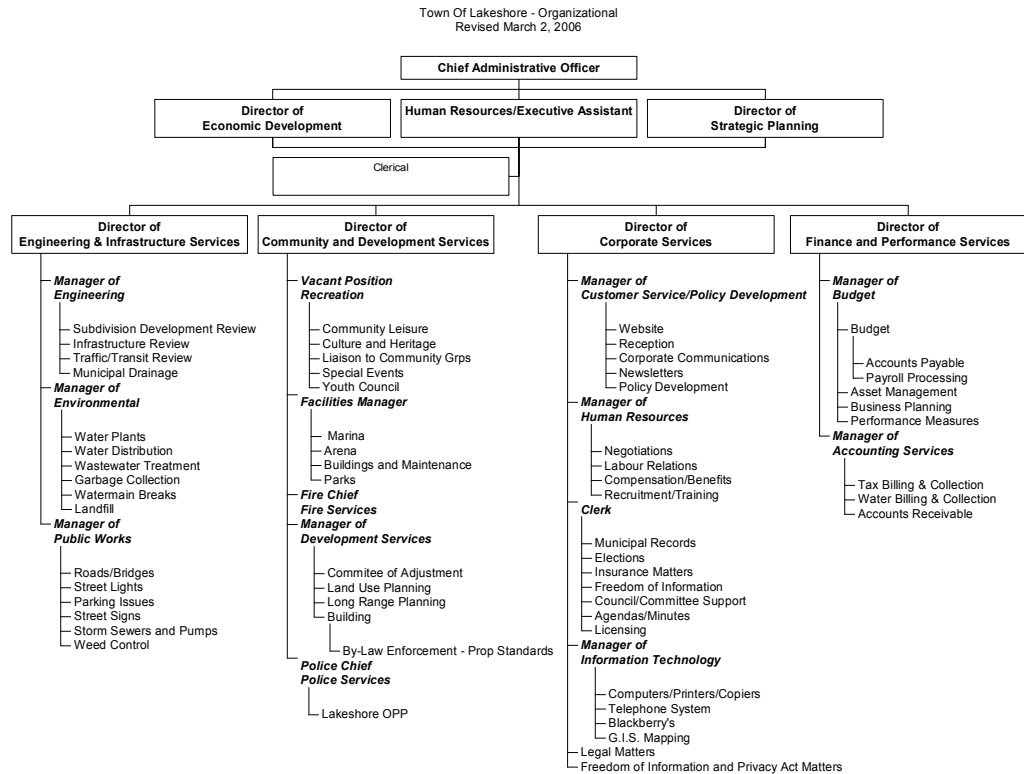 Town Of Lakeshore - Organizational
Revised March 2, 2006
Chief Administrative Officer
Director of
Economic Development
Human Resources/Executive Assistant
Director of
Strategic Planning
Clerical
Director of
Engineering & Infrastructure Services
Manager of
Engineering
Subdivision Development Review
Infrastructure Review
Traffic/Transit Review
Municipal Drainage
Manager of
Environmental
Water Plants
Water Distribution
Wastewater Treatment
Garbage Collection
Watermain Breaks
Landfill
Manager of
Public Works
Roads/Bridges
Street Lights
Parking Issues
Street Signs
Storm Sewers and Pumps
Weed Control
Director of
Community and Development Services
Vacant Position
Recreation
Community Leisure
Culture and Heritage
Liaison to Community Grps
Special Events
Youth Council
Facilities Manager
Marina
Arena
Buildings and Maintenance
Parks
Fire Chief
Fire Services
Manager of
Development Services
Commitee of Adjustment
Land Use Planning
Long Range Planning
Building
By-Law Enforcement - Prop Standards
Police Chief
Police Services
Lakeshore OPP
Director of
Corporate Services
Manager of
Customer Service/Policy Development
Website
Reception
Corporate Communications
Newsletters
Policy Development
Manager of
Human Resources
Negotiations
Labour Relations
Compensation/Benefits
Recruitment/Training
Clerk
Municipal Records
Elections
Insurance Matters
Freedom of Information
Council/Committee Support
Agendas/Minutes
Licensing
Manager of
Information Technology
Computers/Printers/Copiers
Telephone System
Blackberry's
G.I.S. Mapping
Legal Matters
Freedom of Information and Privacy Act Matters
Director of
Finance and Performance Services
Manager of
Budget
Budget
Accounts Payable
Payroll Processing
Asset Management
Business Planning
Performance Measures
Manager of
Accounting Services
Tax Billing & Collection
Water Billing & Collection
Accounts Receivable